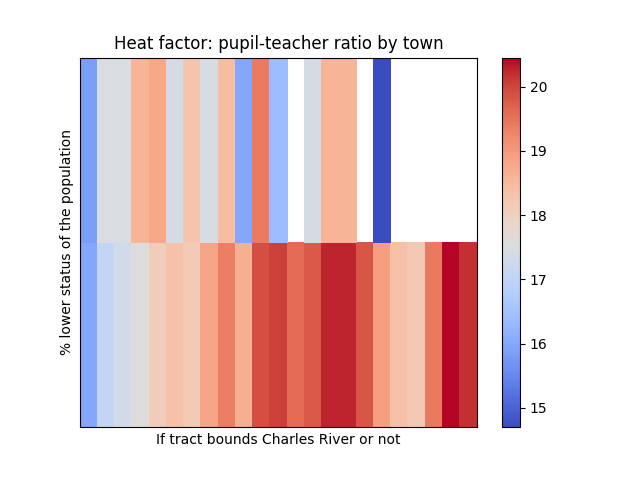 Heat factor: pupil-teacher ratio by town
% lower status of the population
If tract bounds Charles River or not
20
19
18
17
16
15